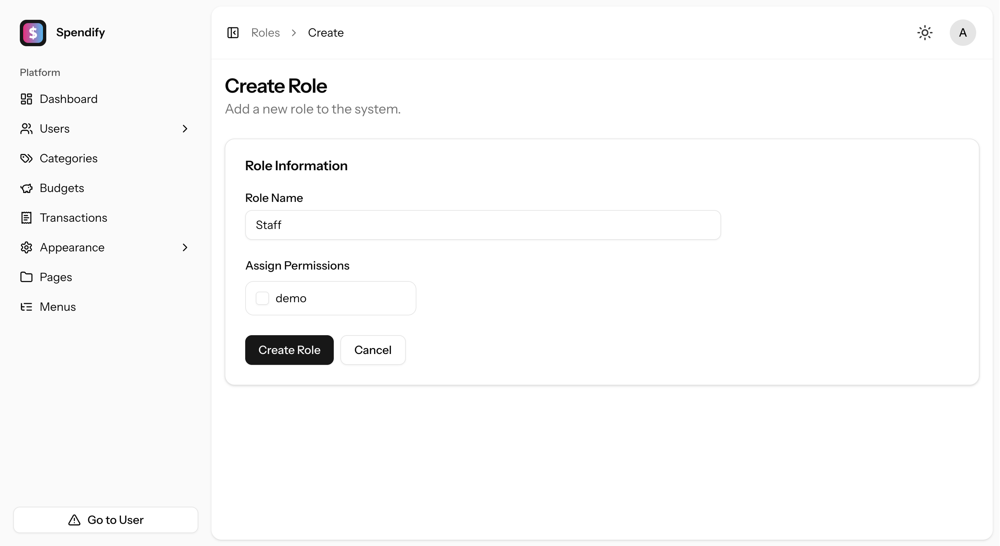 $
Spendify
Platform
Dashboard
Users
Categories
Budgets
Transactions
Appearance
Pages
Menus
Go to User
Roles
Create
A
Create Role
Add a new role to the system.
Role Information
Role Name
Staff
Assign Permissions
demo
Create Role
Cancel